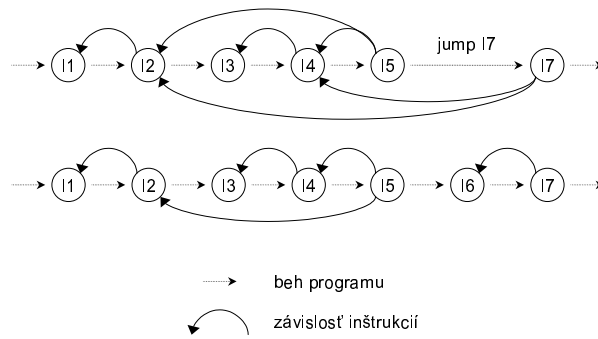 jump I7
I1 I2 I3 I4 I5 I7
I1 I2 I3 I4 I5 I6 I7
beh programu
závislosť inštrukcií